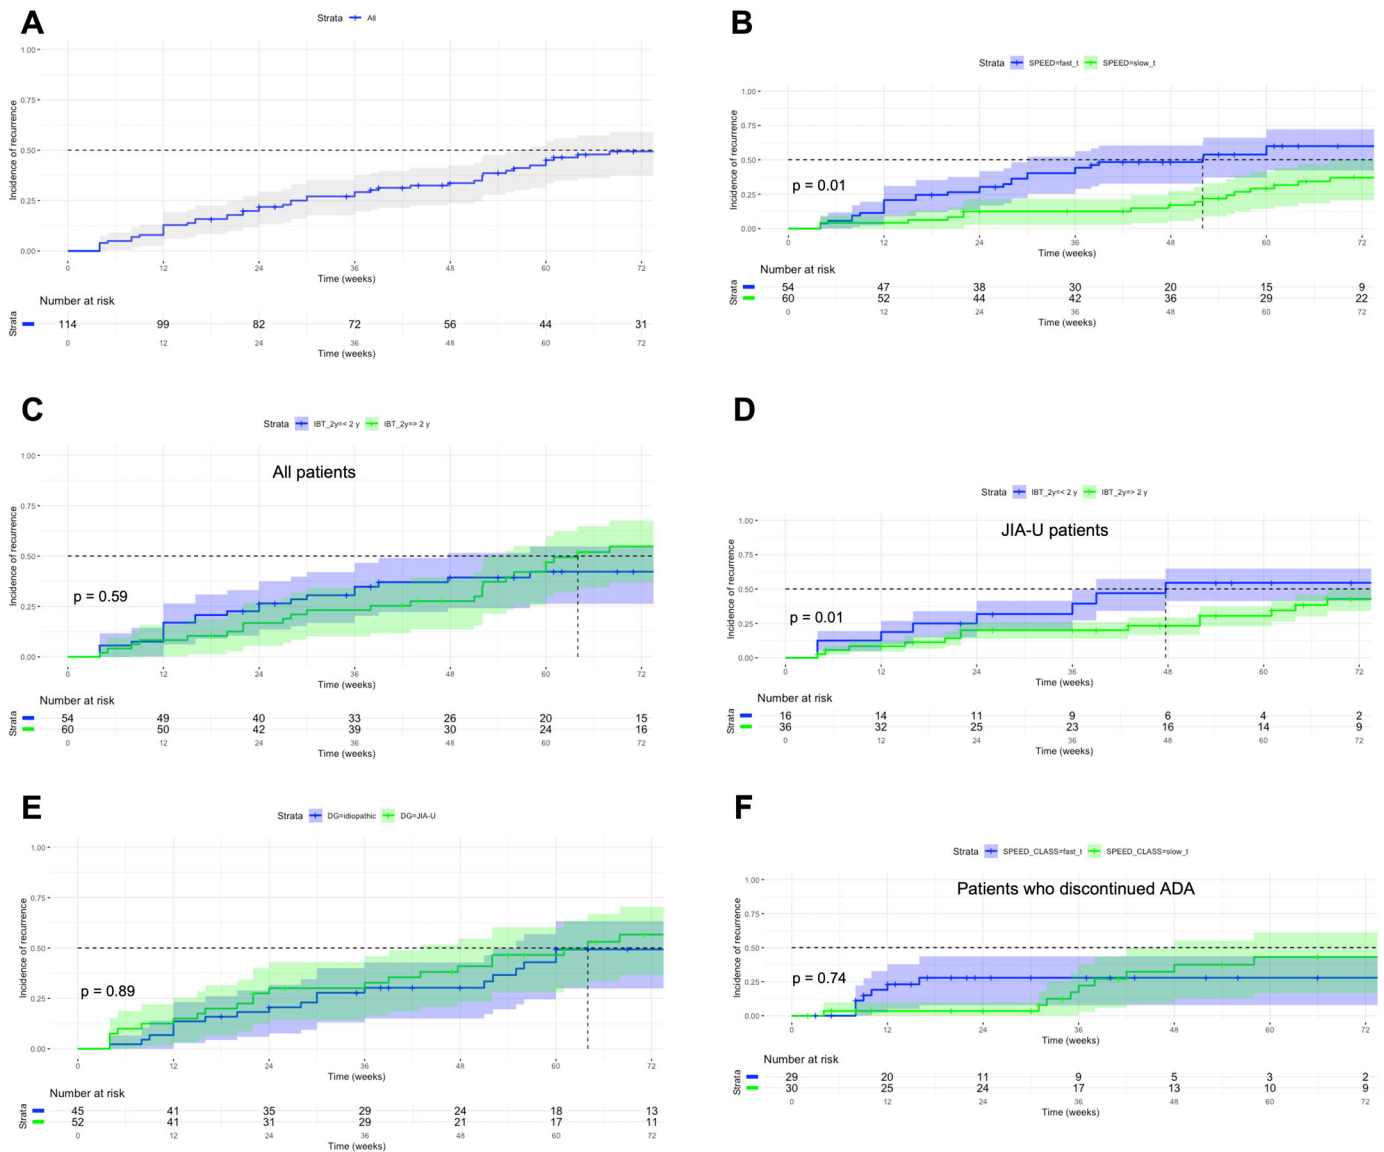 A
Strata All
1.00
0.75
0.50
0.25
0.00
Incidence of recurrence
0 12 24 36 48 60 72
Time (weeks)
Number at risk
Strata
114 99 82 72 56 44 31
0 12 24 36 48 60 72
Time (weeks)
B
Strata SPEED=fast_t SPEED=slow_t
1.00
0.75
0.50
0.25
0.00
Incidence of recurrence
p = 0.01
0 12 24 36 48 60 72
Time (weeks)
Number at risk
Strata
54 47 38 30 20 15 9
60 52 44 42 36 29 22
0 12 24 36 48 60 72
Time (weeks)
C
Strata IBT_2y=< 2 y IBT_2y=> 2 y
All patients
1.00
0.75
0.50
0.25
0.00
Incidence of recurrence
p = 0.59
0 12 24 36 48 60 72
Time (weeks)
Number at risk
Strata
54 49 40 33 26 20 15
60 50 42 39 30 24 16
0 12 24 36 48 60 72
Time (weeks)
D
Strata IBT_2y=< 2 y IBT_2y=> 2 y
JIA-U patients
1.00
0.75
0.50
0.25
0.00
Incidence of recurrence
p = 0.01
0 12 24 36 48 60 72
Time (weeks)
Number at risk
Strata
16 14 11 9 6 4 2
36 32 25 23 16 14 9
0 12 24 36 48 60 72
Time (weeks)
E
Strata DG=idiopathic DG=JIA-U
1.00
0.75
0.50
0.25
0.00
Incidence of recurrence
p = 0.89
0 12 24 36 48 60 72
Time (weeks)
Number at risk
Strata
45 41 35 29 24 18 13
52 41 31 29 21 17 11
0 12 24 36 48 60 72
Time (weeks)
F
Strata SPEED_CLASS=fast_t SPEED_CLASS=slow_t
Patients who discontinued ADA
1.00
0.75
0.50
0.25
0.00
Incidence of recurrence
p = 0.74
12 24 36 48 60 72
Time (weeks)
Number at risk
Strata
29 20 11 9 5 3 2
30 25 24 17 13 10 9
0 12 24 36 48 60 72
Time (weeks)